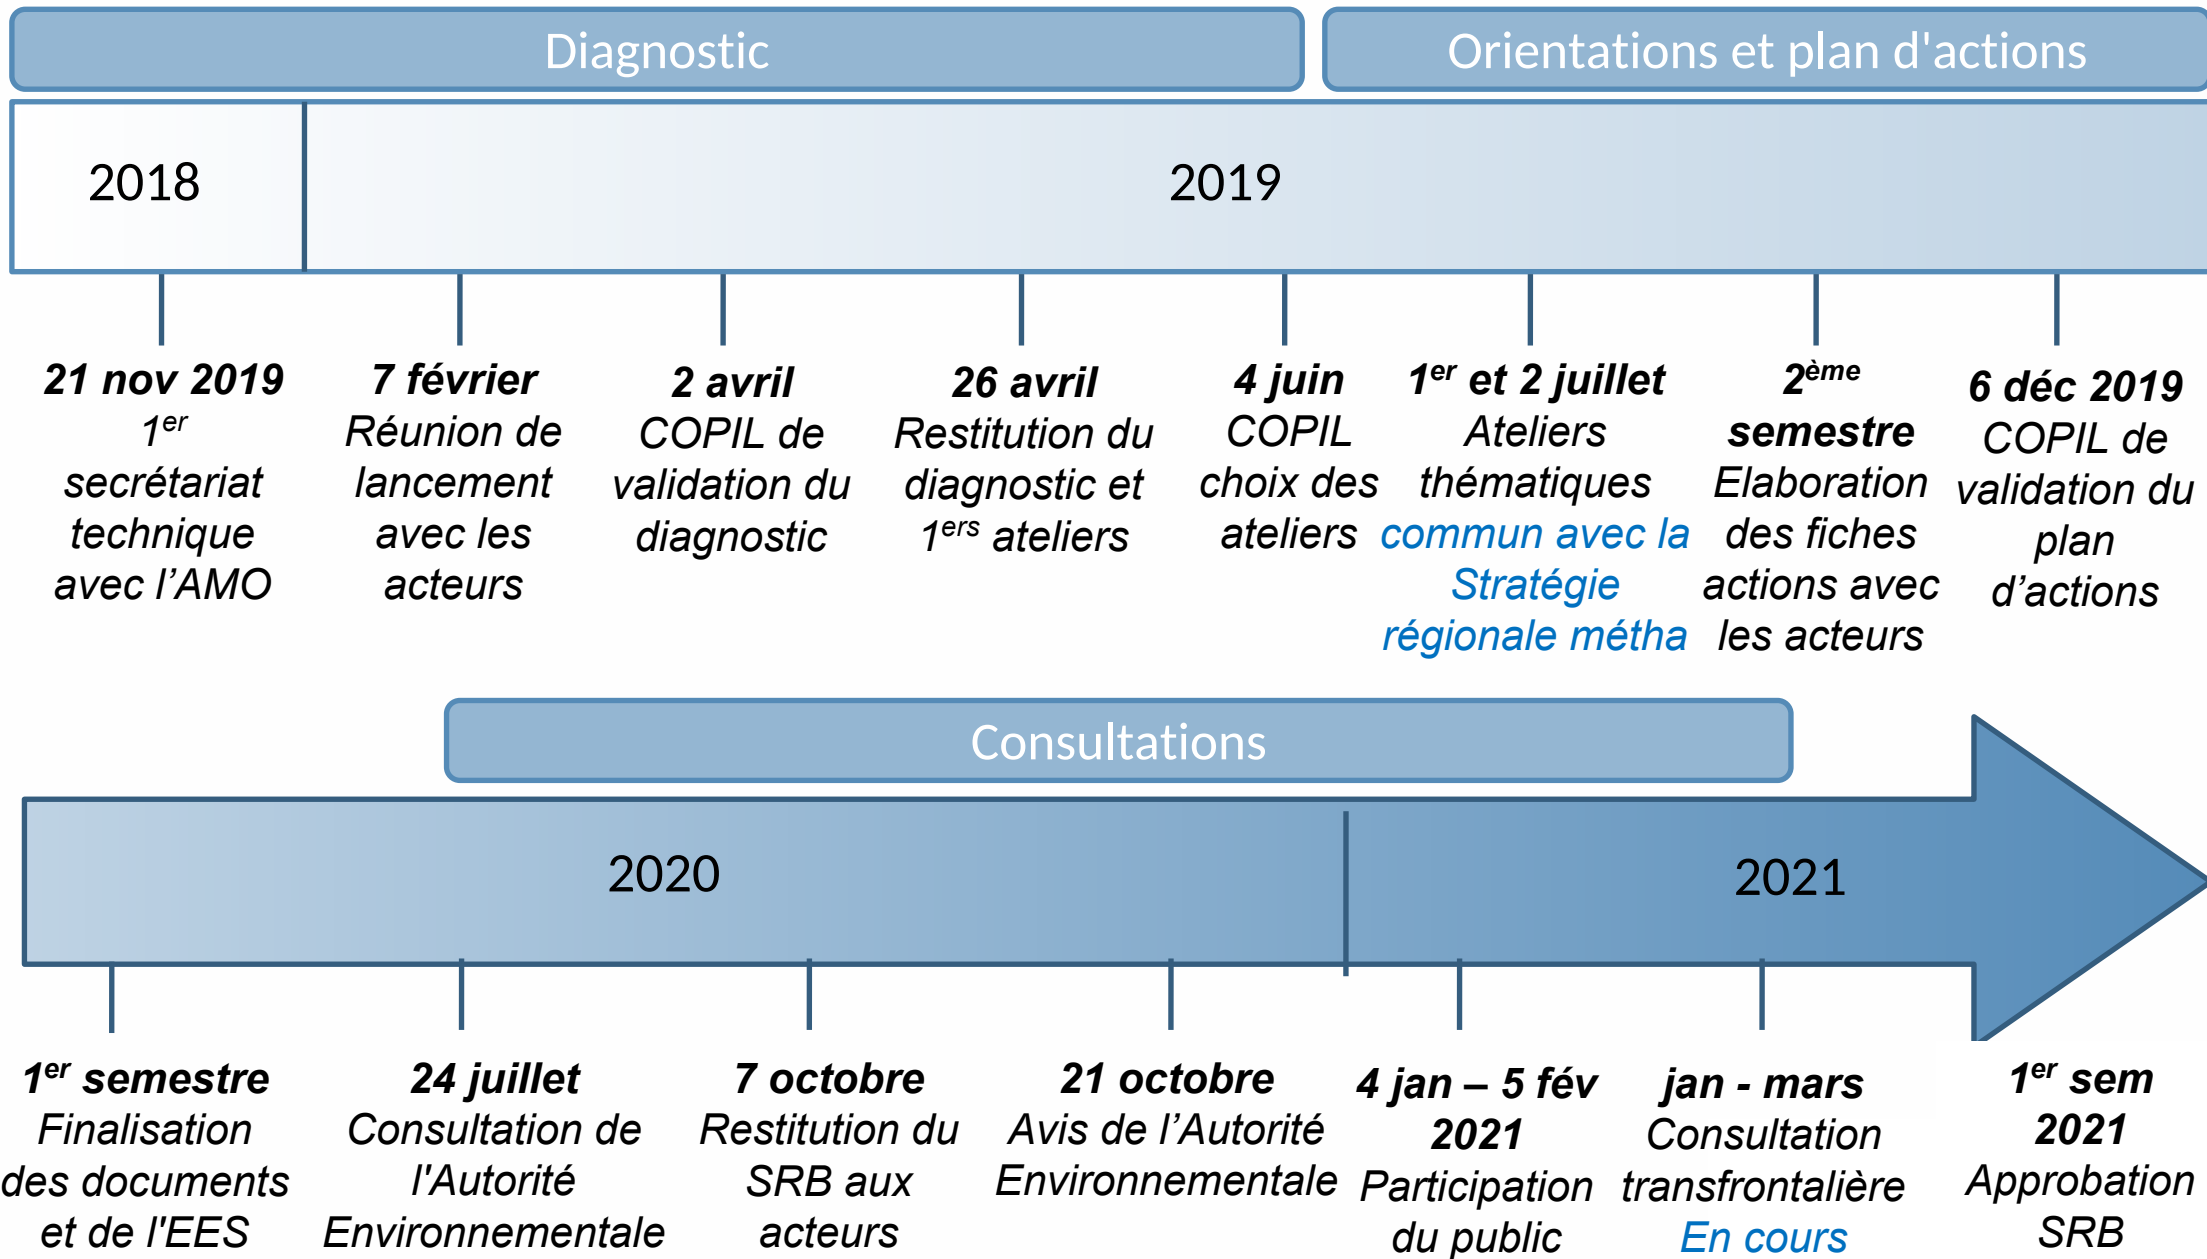 Diagnostic
Orientations et plan d'actions
2018
2019
21 nov 2019
1er
secrétariat
technique
avec l’AMO
7 février
Réunion de
lancement
avec les
acteurs
2 avril
COPIL de
validation du
diagnostic
26 avril
Restitution du
diagnostic et
1ers ateliers
4 juin
COPIL
choix des
ateliers
1er et 2 juillet
Ateliers
thématiques
commun avec la
Stratégie
régionale métha
2ème
semestre
Elaboration
des fiches
actions avec
les acteurs
6 déc 2019
COPIL de
validation du
plan
d’actions
Consultations
2020
2021
1er semestre
Finalisation
des documents
et de l'EES
24 juillet
Consultation de
l'Autorité
Environnementale
7 octobre
Restitution du
SRB aux
acteurs
21 octobre
Avis de l’Autorité
Environnementale
4 jan – 5 fév
2021
Participation
du public
jan - mars
Consultation
transfrontalière
En cours
1er sem
2021
Approbation
SRB